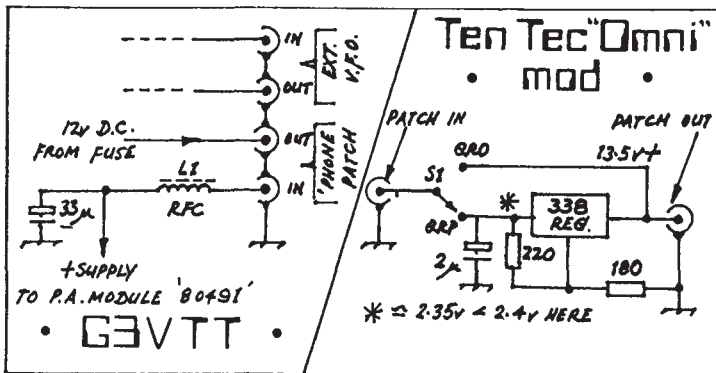 IN
EXT.
V.F.O.
OUT
12v D.C.
FROM FUSE
OUT
'PHONE
PATCH
IN
L1
RFC
33
μ
+SUPPLY
TO P.A. MODULE '80491'
• G3VTT •
Ten Tec "Omni"
• mod •
PATCH IN
PATCH OUT
QRO
13.5v+
S1
QRP
*
338
REG.
2
μ
220
180
* = 2.35v < 2.4v HERE